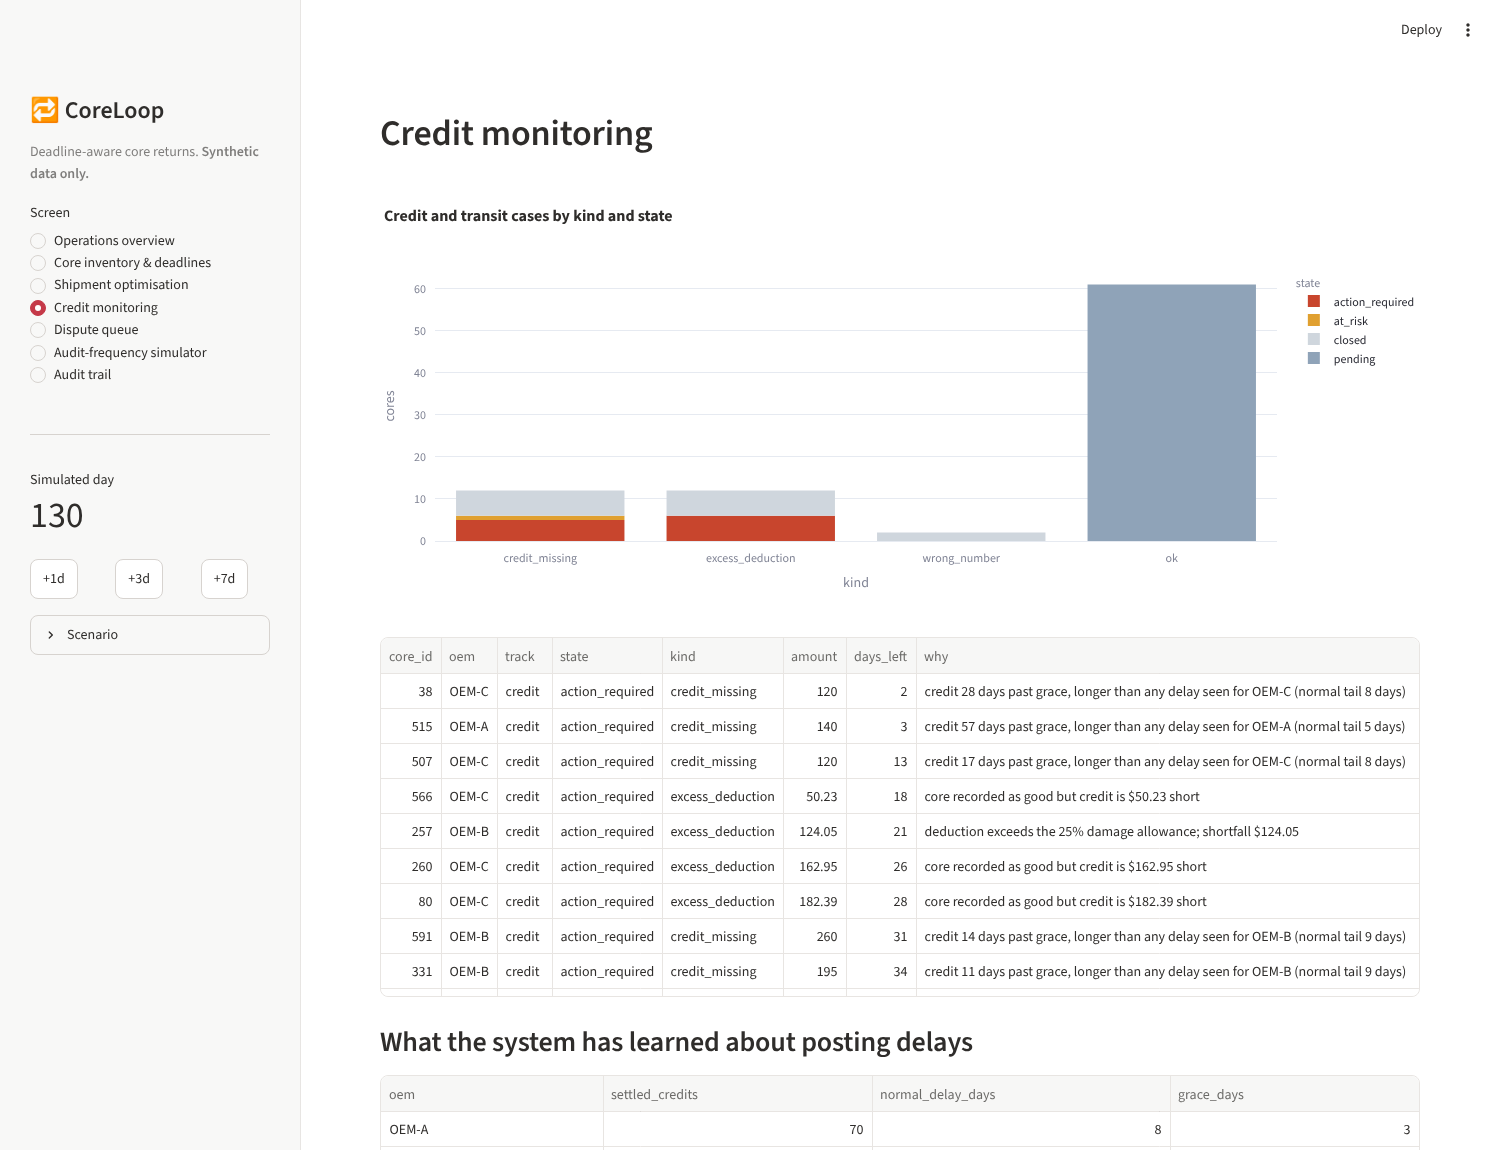 Deploy
CoreLoop
Deadline-aware core returns. Synthetic
data only.
Screen
Operations overview
Core inventory & deadlines
Shipment optimisation
Credit monitoring
Dispute queue
Audit-frequency simulator
Audit trail
Simulated day
130
+1d +3d +7d
Scenario
Credit monitoring
Credit and transit cases by kind and state
60
50
40
30
20
10
0
cores
credit_missing excess_deduction wrong_number ok
kind
state
action_required
at_risk
closed
pending
core_id oem track state kind amount days_left why
38 OEM-C credit action_required credit_missing 120 2 credit 28 days past grace, longer than any delay seen for OEM-C (normal tail 8 days)
515 OEM-A credit action_required credit_missing 140 3 credit 57 days past grace, longer than any delay seen for OEM-A (normal tail 5 days)
507 OEM-C credit action_required credit_missing 120 13 credit 17 days past grace, longer than any delay seen for OEM-C (normal tail 8 days)
566 OEM-C credit action_required excess_deduction 50.23 18 core recorded as good but credit is $50.23 short
257 OEM-B credit action_required excess_deduction 124.05 21 deduction exceeds the 25% damage allowance; shortfall $124.05
260 OEM-C credit action_required excess_deduction 162.95 26 core recorded as good but credit is $162.95 short
80 OEM-C credit action_required excess_deduction 182.39 28 core recorded as good but credit is $182.39 short
591 OEM-B credit action_required credit_missing 260 31 credit 14 days past grace, longer than any delay seen for OEM-B (normal tail 9 days)
331 OEM-B credit action_required credit_missing 195 34 credit 11 days past grace, longer than any delay seen for OEM-B (normal tail 9 days)
What the system has learned about posting delays
oem settled_credits normal_delay_days grace_days
OEM-A 70 8 3